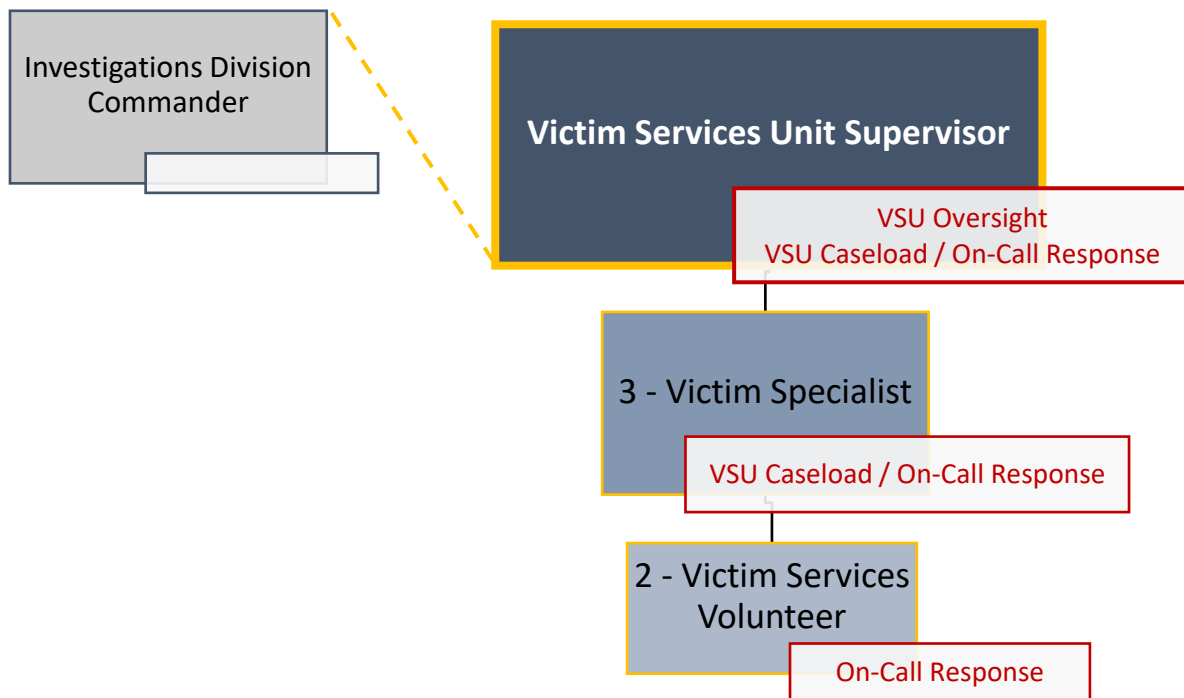 Investigations Division
Commander
Victim Services Unit Supervisor
VSU Oversight
VSU Caseload / On-Call Response
3 - Victim Specialist
VSU Caseload / On-Call Response
2 - Victim Services
Volunteer
On-Call Response